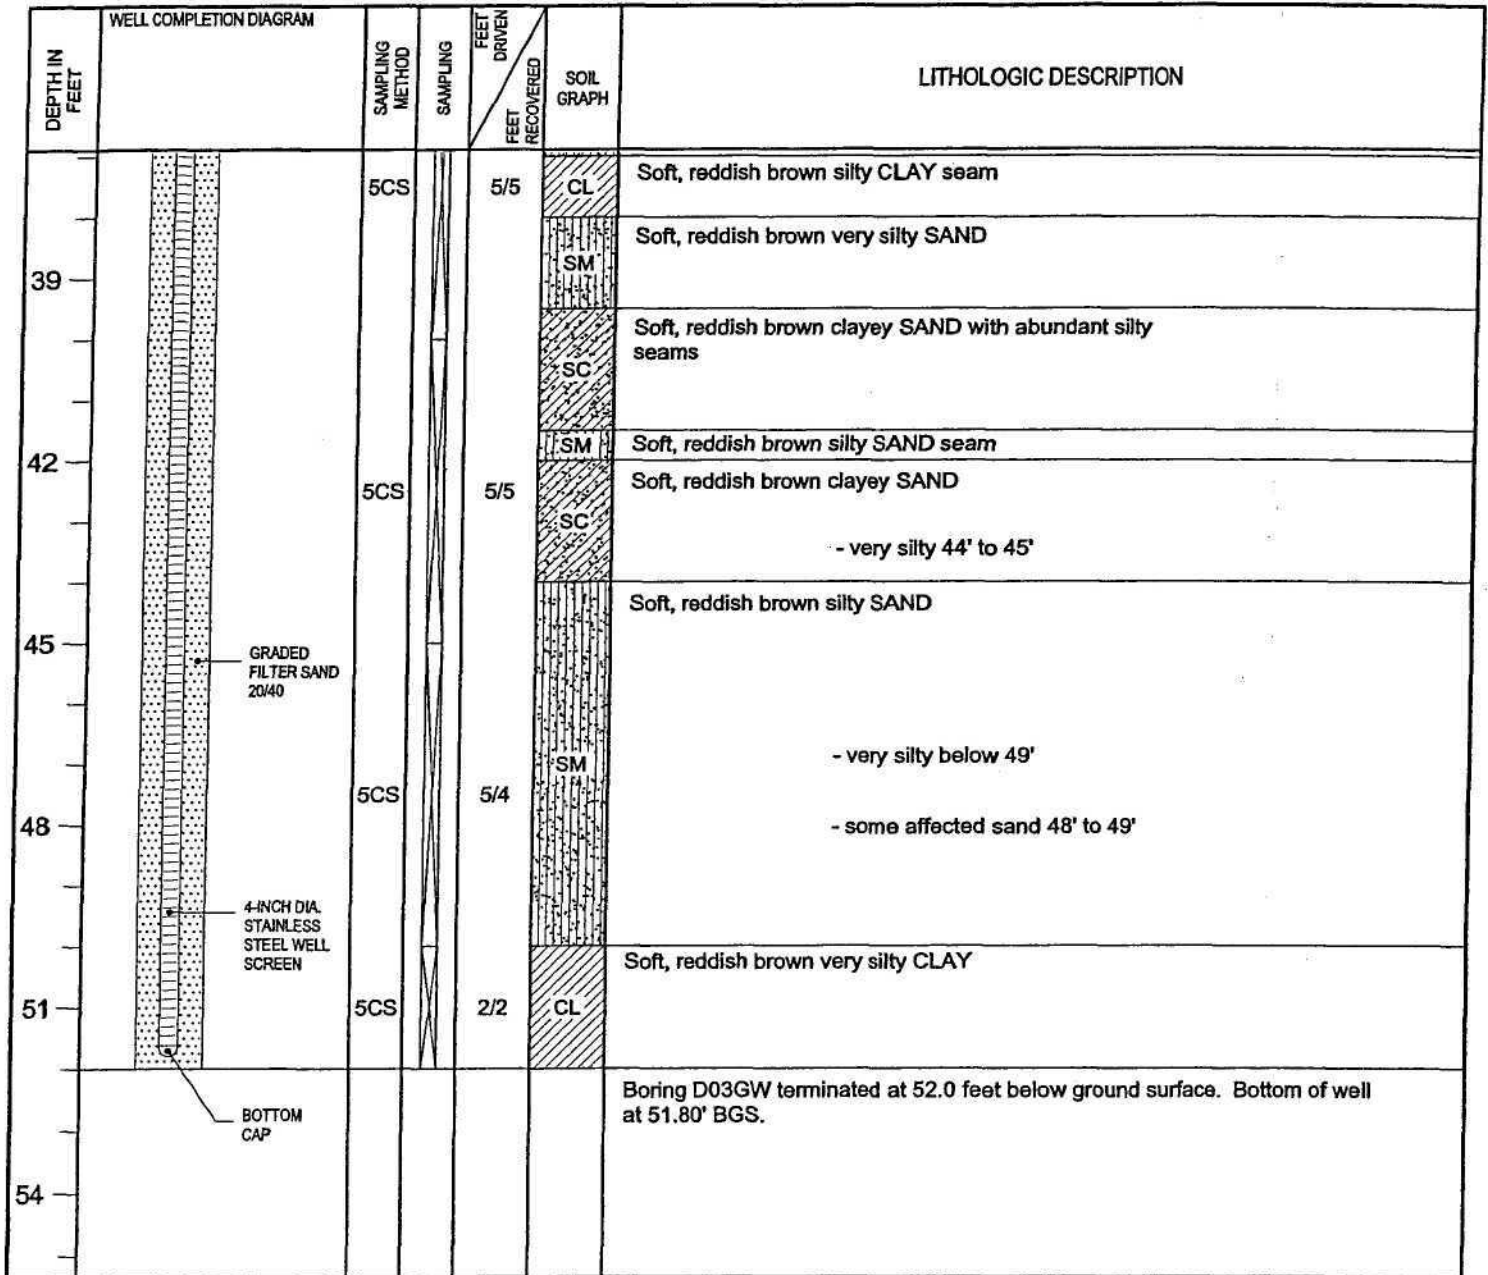 WELL COMPLETION DIAGRAM
DEPTH IN
FEET
SAMPLING
METHOD
SAMPLING
FEET
DRIVEN
FEET
RECOVERED
SOIL
GRAPH
LITHOLOGIC DESCRIPTION
5CS
5/5
CL
Soft, reddish brown silty CLAY seam
Soft, reddish brown very silty SAND
SM
39
Soft, reddish brown clayey SAND with abundant silty
seams
SC
SM
Soft, reddish brown silty SAND seam
42
Soft, reddish brown clayey SAND
5CS
5/5
SC
- very silty 44' to 45'
Soft, reddish brown silty SAND
45
GRADED
FILTER SAND
20/40
- very silty below 49'
SM
5CS
5/4
48
- some affected sand 48' to 49'
4-INCH DIA.
STAINLESS
STEEL WELL
SCREEN
Soft, reddish brown very silty CLAY
51
5CS
2/2
CL
Boring D03GW terminated at 52.0 feet below ground surface. Bottom of well
at 51.80' BGS.
BOTTOM
CAP
54